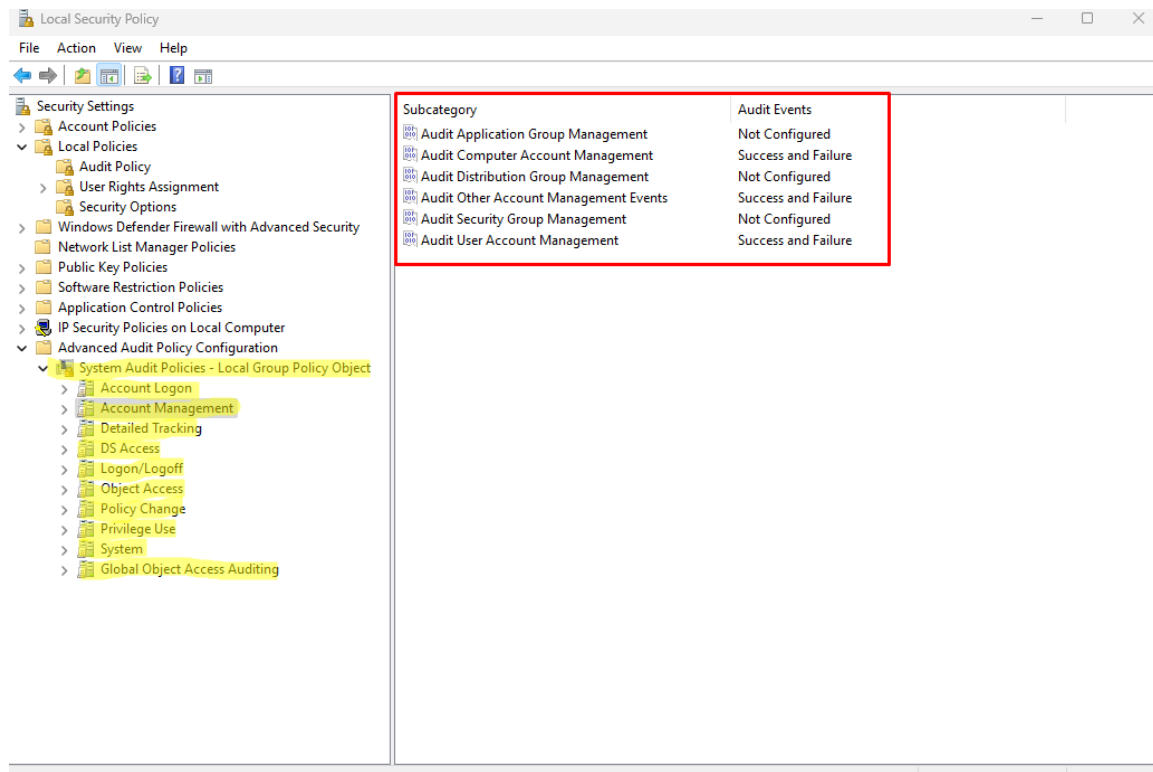 Local Security Policy
File Action View Help
Security Settings
Account Policies
Local Policies
Audit Policy
User Rights Assignment
Security Options
Windows Defender Firewall with Advanced Security
Network List Manager Policies
Public Key Policies
Software Restriction Policies
Application Control Policies
IP Security Policies on Local Computer
Advanced Audit Policy Configuration
System Audit Policies - Local Group Policy Object
Account Logon
Account Management
Detailed Tracking
DS Access
Logon/Logoff
Object Access
Policy Change
Privilege Use
System
Global Object Access Auditing
Subcategory Audit Events
Audit Application Group Management Not Configured
Audit Computer Account Management Success and Failure
Audit Distribution Group Management Not Configured
Audit Other Account Management Events Success and Failure
Audit Security Group Management Not Configured
Audit User Account Management Success and Failure